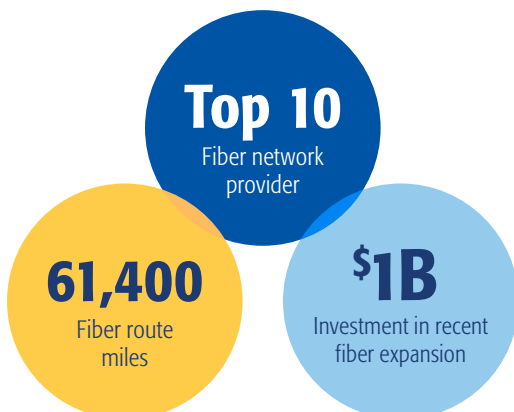 Top 10
Fiber network
provider
61,400
Fiber route
miles
$1B
Investment in recent
fiber expansion